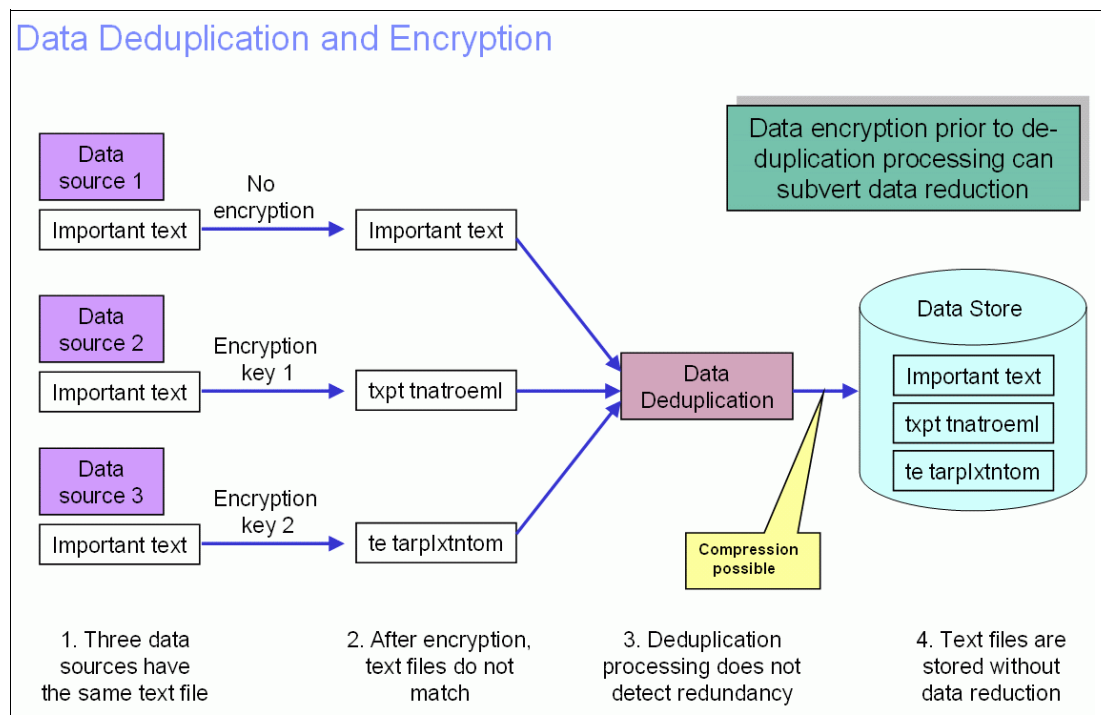 Data Deduplication and Encryption
Data encryption prior to de-
duplication processing can
subvert data reduction
Data
source 1
Important text
No
encryption
Important text
Data
source 2
Important text
Encryption
key 1
txpt tnatroeml
Data
source 3
Important text
Encryption
key 2
te tarplxtntom
Data
Deduplication
Compression
possible
Data Store
Important text
txpt tnatroeml
te tarplxtntom
1. Three data
sources have
the same text file
2. After encryption,
text files do not
match
3. Deduplication
processing does not
detect redundancy
4. Text files are
stored without
data reduction